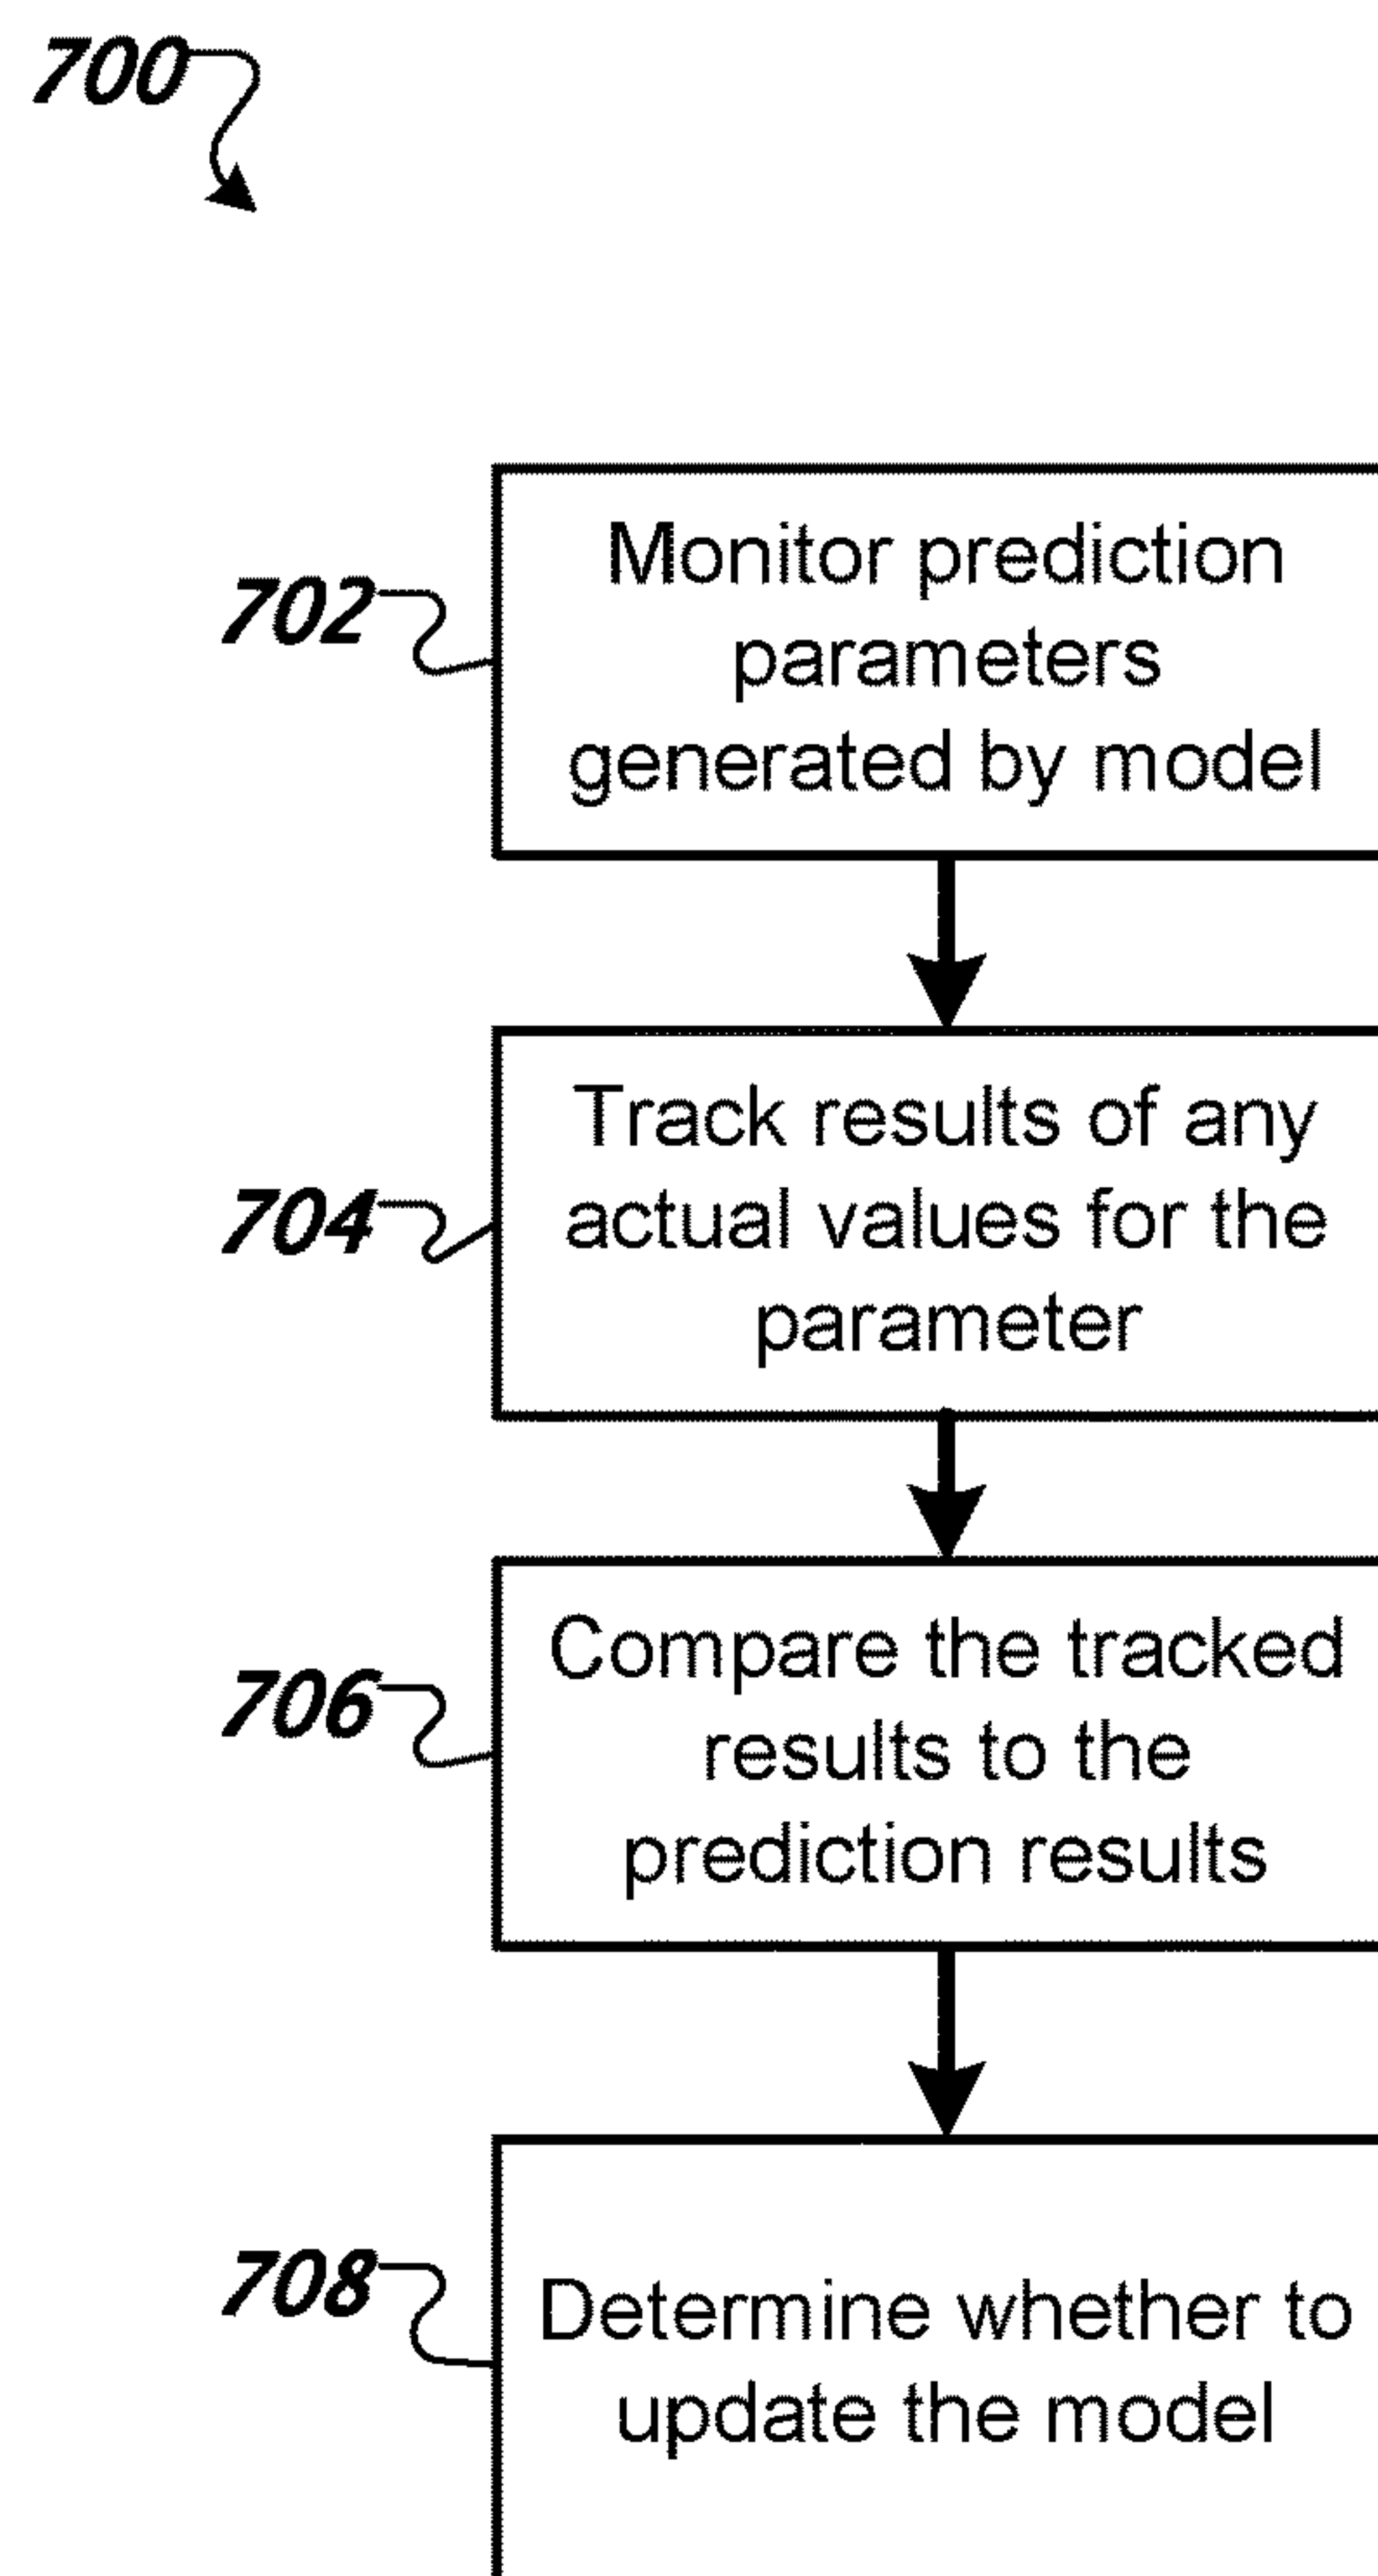 700
702
Monitor prediction
parameters
generated by model
704
Track results of any
actual values for the
parameter
706
Compare the tracked
results to the
prediction results
708
Determine whether to
update the model